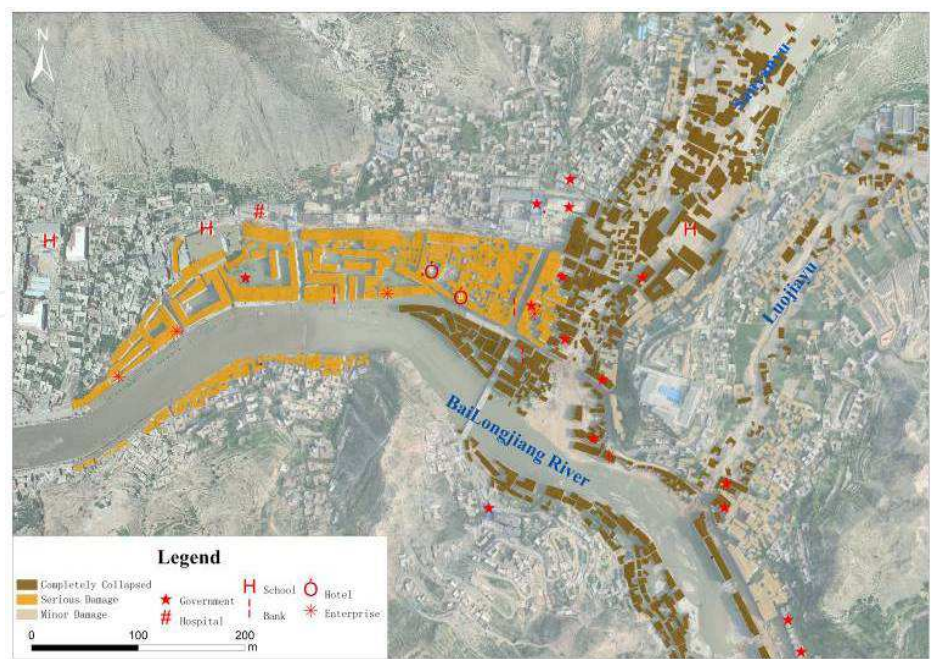 N
Sanyanyu
Luojiayu
BaiLongjiang River
Legend
Completely Collapsed
Serious Damage
Minor Damage
Government
Hospital
School
Bank
Hotel
Enterprise
0 100 200
m